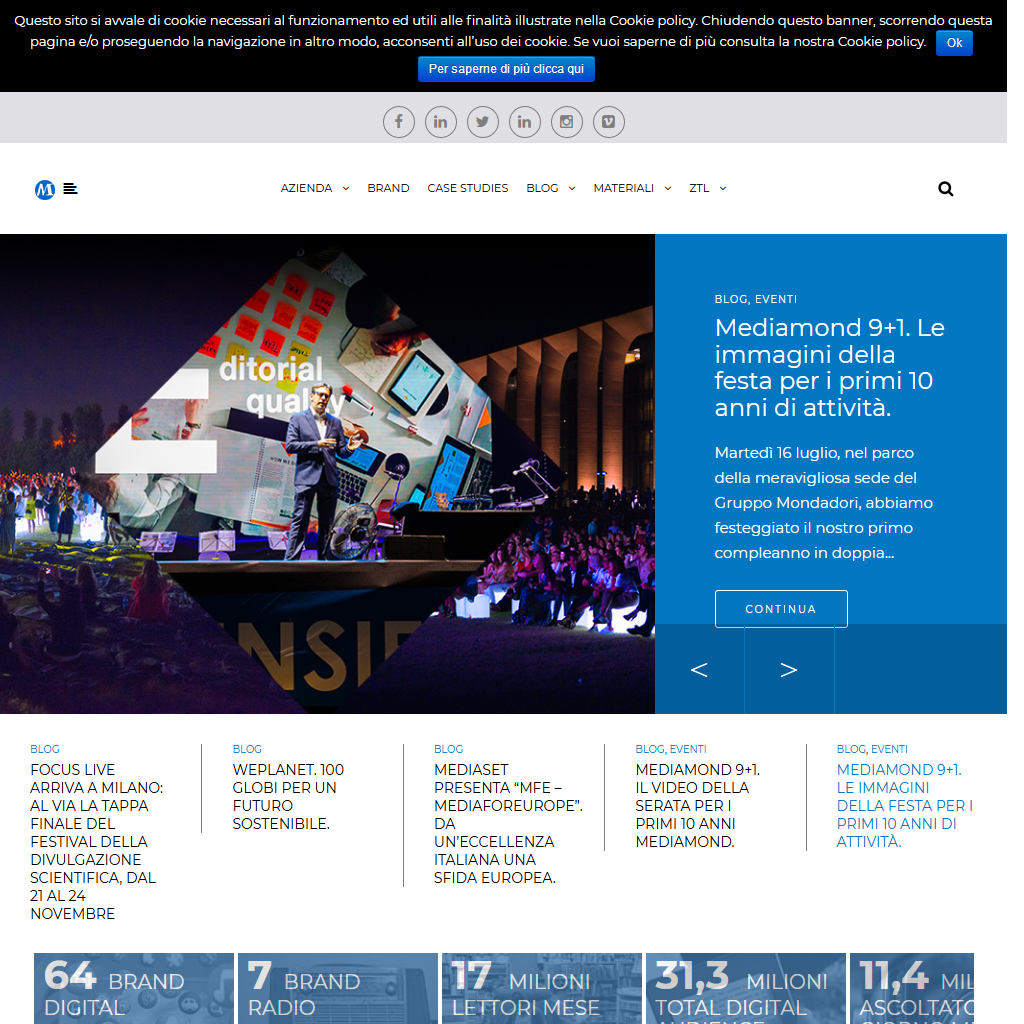 Questo sito si avvale di cookie necessari al funzionamento ed utili alle finalità illustrate nella Cookie policy. Chiudendo questo banner, scorrendo questa
pagina e/o proseguendo la navigazione in altro modo, acconsenti all'uso dei cookie. Se vuoi saperne di più consulta la nostra Cookie policy. Ok
Per saperne di più clicca qui
M
AZIENDA BRAND CASE STUDIES BLOG MATERIALI ZTL
E
ditorial
quality
NSIE
BLOG, EVENTI
Mediamond 9+1. Le
immagini della
festa per i primi 10
anni di attività.
Martedì 16 luglio, nel parco
della meravigliosa sede del
Gruppo Mondadori, abbiamo
festeggiato il nostro primo
compleanno in doppia...
CONTINUA
< >
BLOG
FOCUS LIVE
ARRIVA A MILANO:
AL VIA LA TAPPA
FINALE DEL
FESTIVAL DELLA
DIVULGAZIONE
SCIENTIFICA, DAL
21 AL 24
NOVEMBRE
BLOG
WEPLANET. 100
GLOBI PER UN
FUTURO
SOSTENIBILE.
BLOG
MEDIASET
PRESENTA “MFE –
MEDIAFOREUROPE”.
DA
UN'ECCELLENZA
ITALIANA UNA
SFIDA EUROPEA.
BLOG, EVENTI
MEDIAMOND 9+1.
IL VIDEO DELLA
SERATA PER I
PRIMI 10 ANNI
MEDIAMOND.
BLOG, EVENTI
MEDIAMOND 9+1.
LE IMMAGINI
DELLA FESTA PER I
PRIMI 10 ANNI DI
ATTIVITÀ.
64 BRAND
DIGITAL
7 BRAND
RADIO
17 MILIONI
LETTORI MESE
31,3 MILIONI
TOTAL DIGITAL
AUDIENCE
11,4 MIL
ASCOLTATO